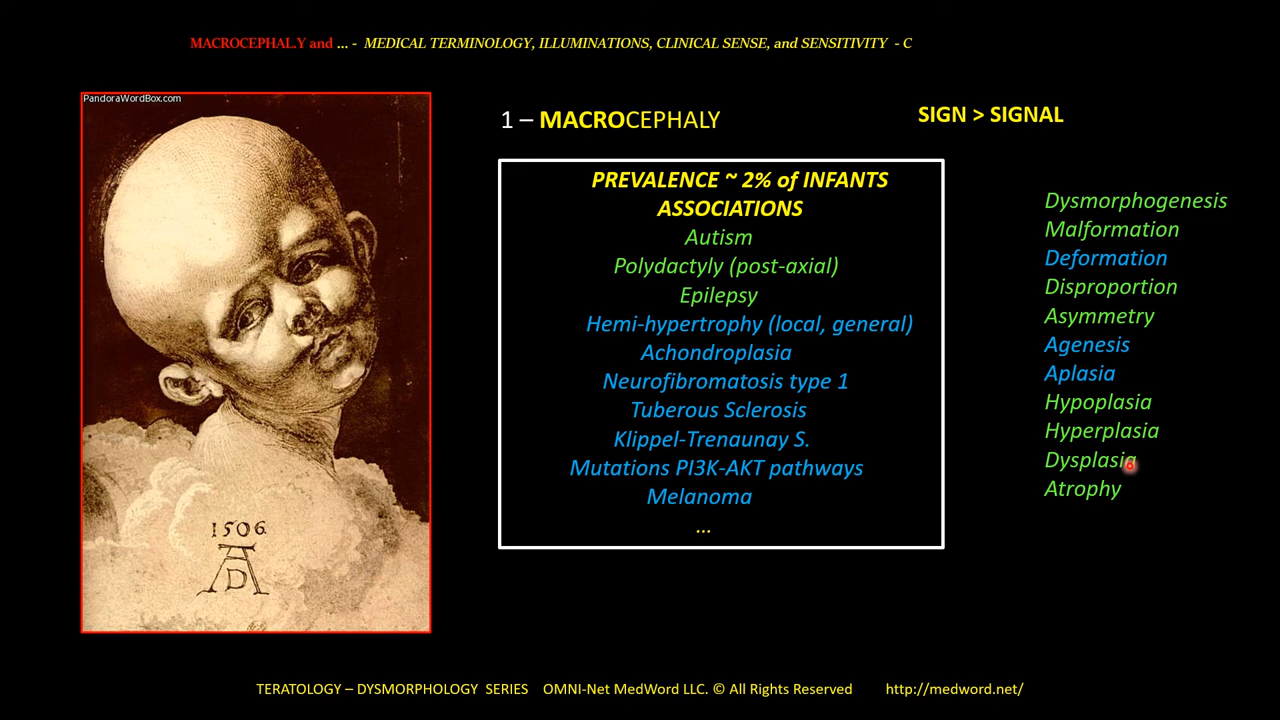 MACROCEPHAL.Y and ... - MEDICAL TERMINOLOGY, ILLUMINATIONS, CLINICAL SENSE, and SENSITIVITY - C
PandoraWordBox.com
1506
AD
1 – MACROCEPHALY
PREVALENCE ~ 2% of INFANTS
ASSOCIATIONS
Autism
Polydactyly (post-axial)
Epilepsy
Hemi-hypertrophy (local, general)
Achondroplasia
Neurofibromatosis type 1
Tuberous Sclerosis
Klippel-Trenaunay S.
Mutations PI3K-AKT pathways
Melanoma
...
SIGN > SIGNAL
Dysmorphogenesis
Malformation
Deformation
Disproportion
Asymmetry
Agenesis
Aplasia
Hypoplasia
Hyperplasia
Dysplasia
Atrophy
TERATOLOGY – DYSMORPHOLOGY SERIES OMNI-Net MedWord LLC. © All Rights Reserved http://medword.net/